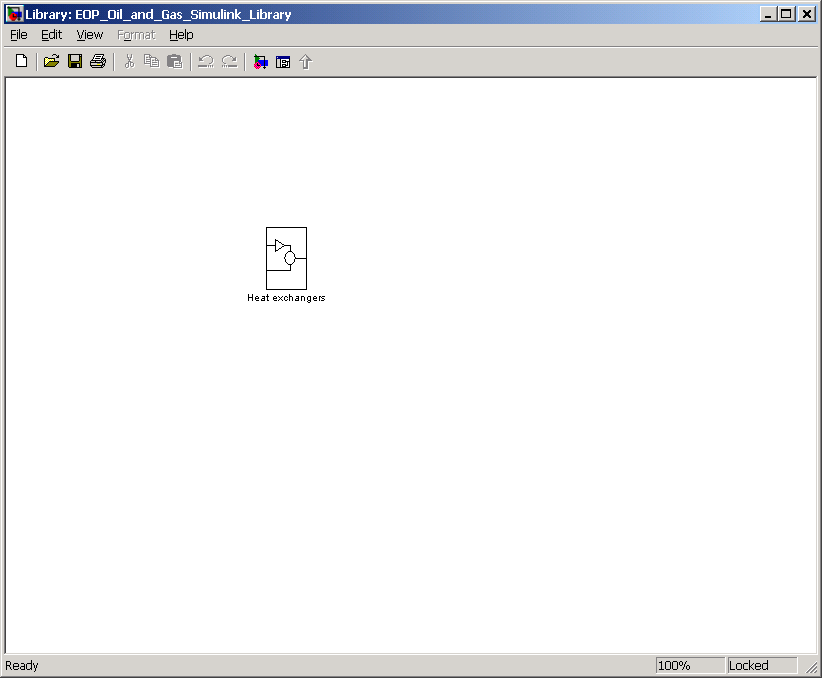 Library: EOP_Oil_and_Gas_Simulink_Library
File Edit View Format Help
Heat exchangers
Ready 100% Locked